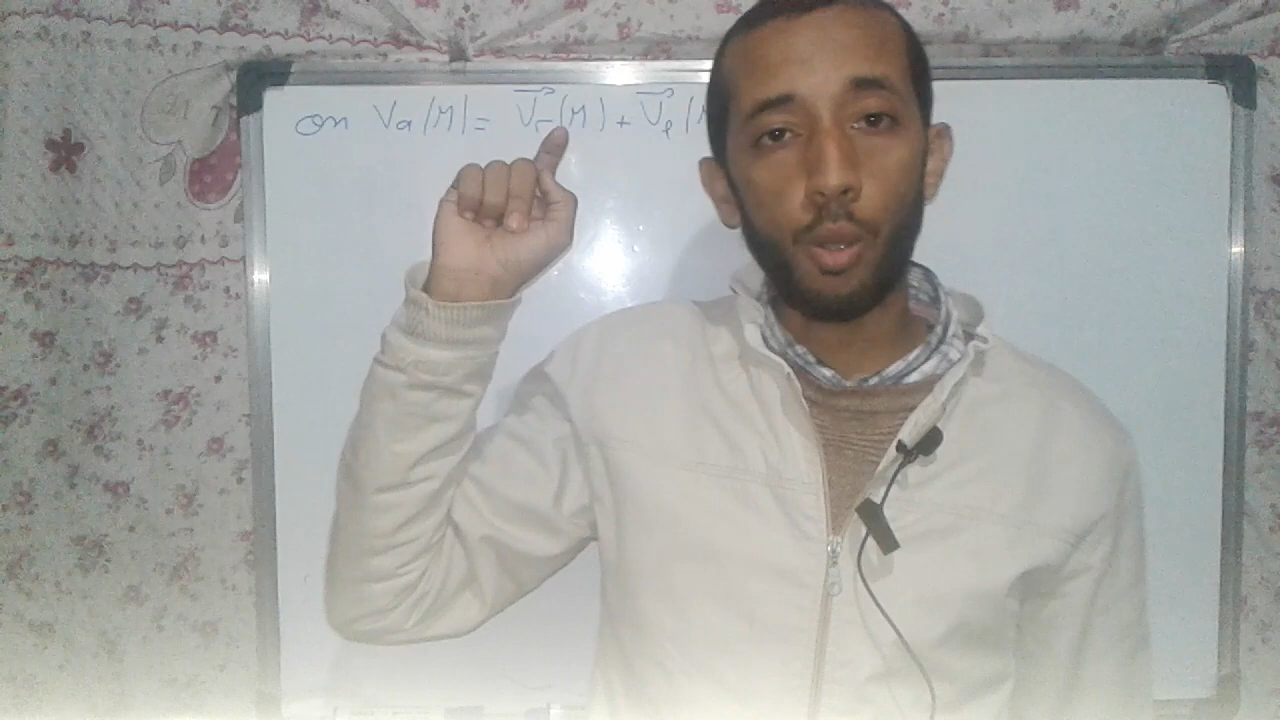 on Va(M) = V⃗r(M) + V⃗e(M